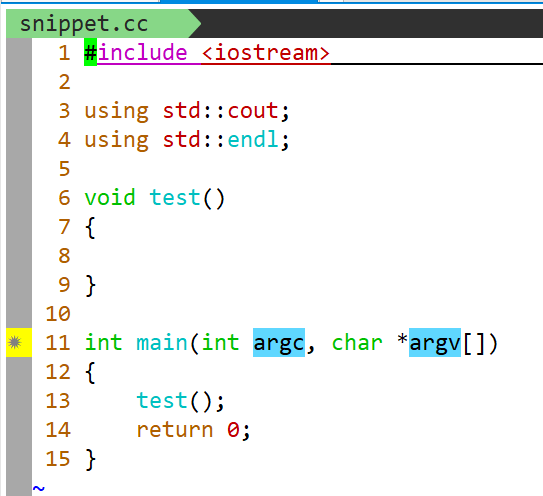 snippet.cc
1 #include <iostream>
2
3 using std::cout;
4 using std::endl;
5
6 void test()
7 {
8
9 }
10
11 int main(int argc, char *argv[])
12 {
13     test();
14     return 0;
15 }
~